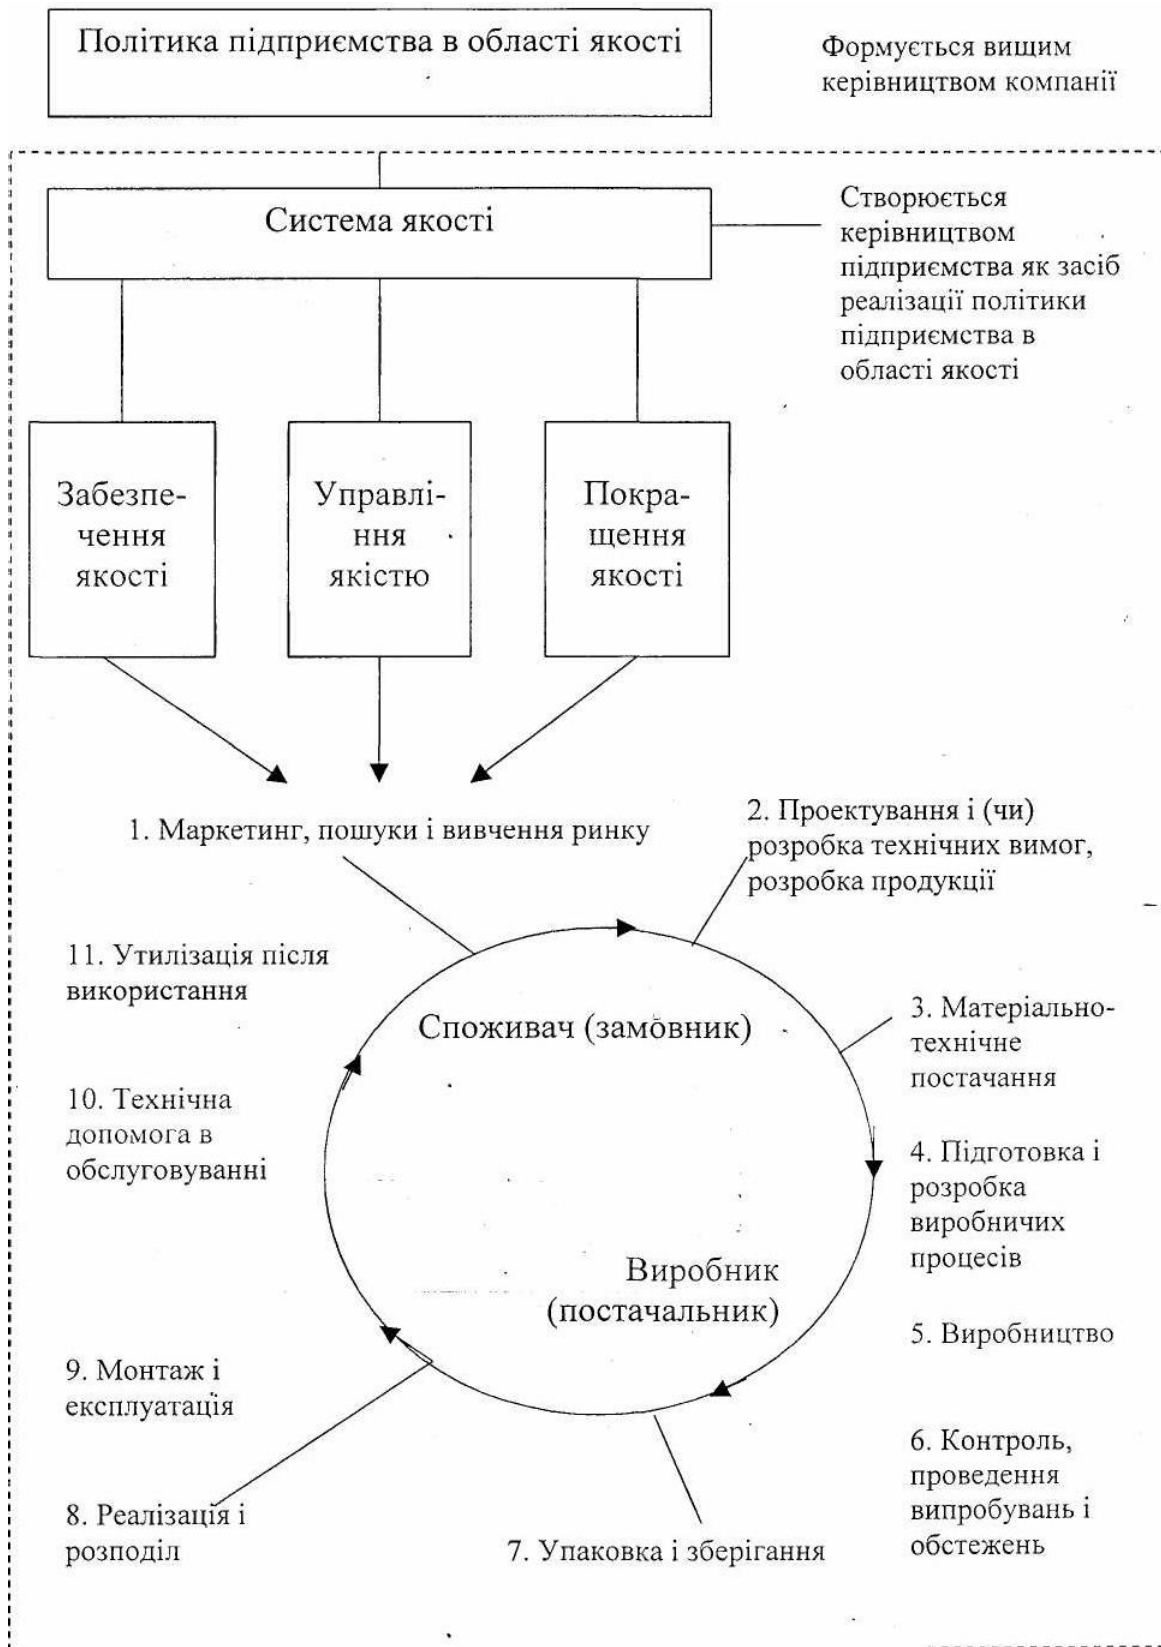 Політика підприємства в області якості
Формується вищим
керівництвом компанії
Система якості
Створюється
керівництвом
підприємства як засіб
реалізації політики
підприємства в
області якості
Забезпе-
чення
якості
Управлі-
ння
якістю
Покра-
щення
якості
1. Маркетинг, пошуки і вивчення ринку
2. Проектування і (чи)
розробка технічних вимог,
розробка продукції
11. Утилізація після
використання
Споживач (замовник)
3. Матеріально-
технічне
постачання
10. Технічна
допомога в
обслуговуванні
4. Підготовка і
розробка
виробничих
процесів
Виробник
(постачальник)
5. Виробництво
9. Монтаж і
експлуатація
6. Контроль,
проведення
випробувань і
обстежень
8. Реалізація і
розподіл
7. Упаковка і зберігання